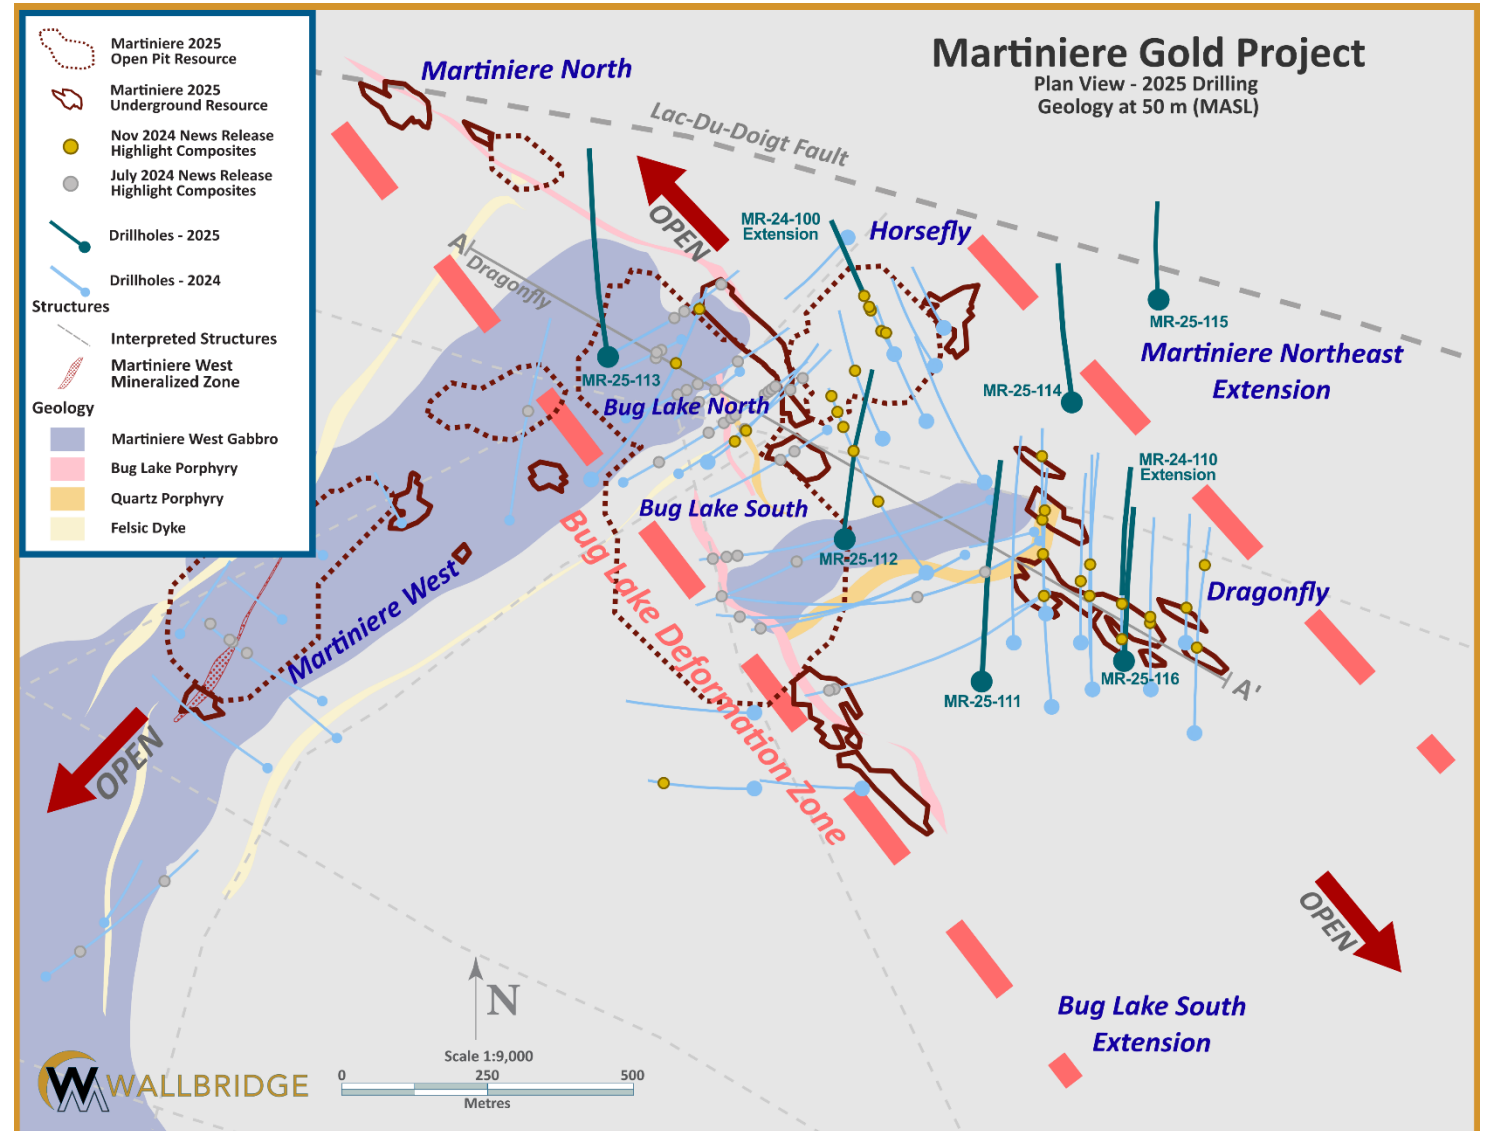 Martiniere Gold Project
Plan View - 2025 Drilling
Geology at 50 m (MASL)
Martiniere 2025
Open Pit Resource
Martiniere 2025
Underground Resource
Nov 2024 News Release
Highlight Composites
July 2024 News Release
Highlight Composites
Drillholes - 2025
Drillholes - 2024
Structures
Interpreted Structures
Martiniere West
Mineralized Zone
Geology
Martiniere West Gabbro
Bug Lake Porphyry
Quartz Porphyry
Felsic Dyke
Martiniere North
Lac-Du-Doigt Fault
OPEN
MR-24-100
Extension
Horsefly
A
Dragonfly
MR-25-115
Martiniere Northeast
Extension
MR-25-113
MR-25-114
Bug Lake North
MR-24-110
Extension
Bug Lake South
MR-25-112
Dragonfly
Martiniere West
Bug Lake Deformation Zone
MR-25-116
MR-25-111
A'
OPEN
OPEN
Bug Lake South
Extension
N
Scale 1:9,000
0 250 500
Metres
WALLBRIDGE